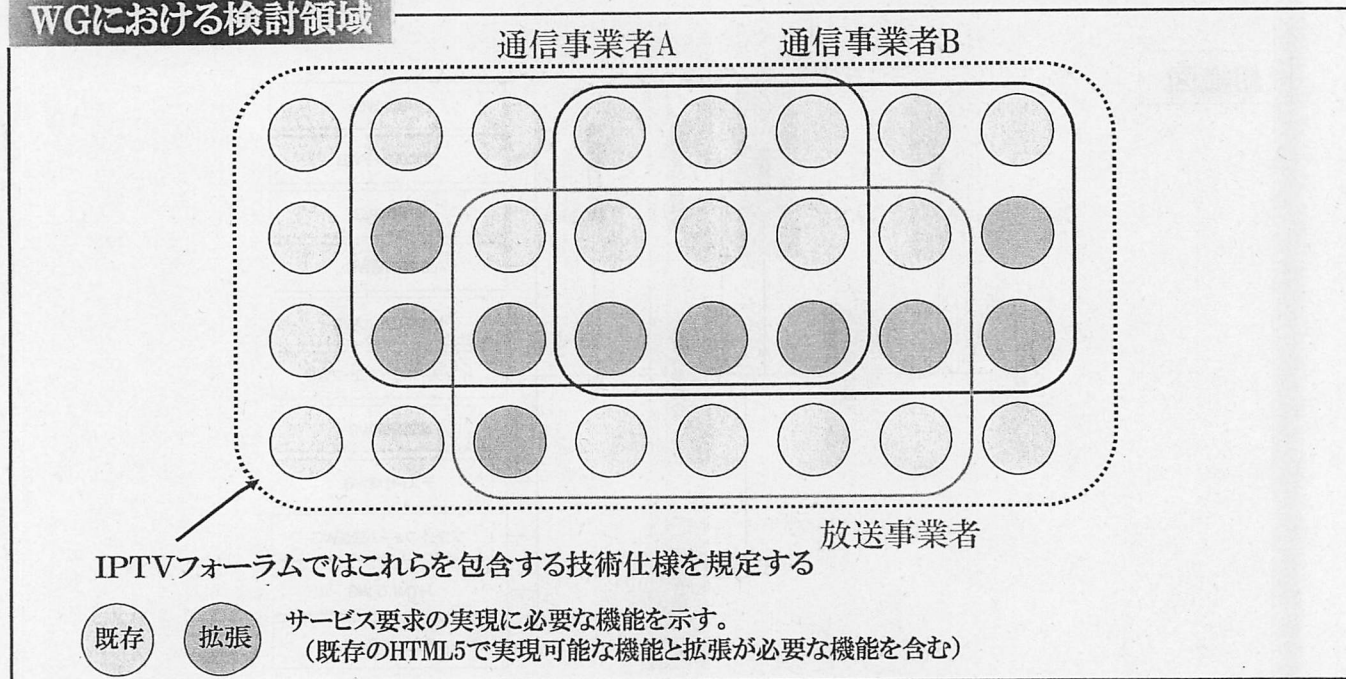 WGにおける検討領域
通信事業者A
通信事業者B
放送事業者
IPTVフォーラムではこれらを包含する技術仕様を規定する
既存
拡張
サービス要求の実現に必要な機能を示す。
（既存のHTML5で実現可能な機能と拡張が必要な機能を含む）